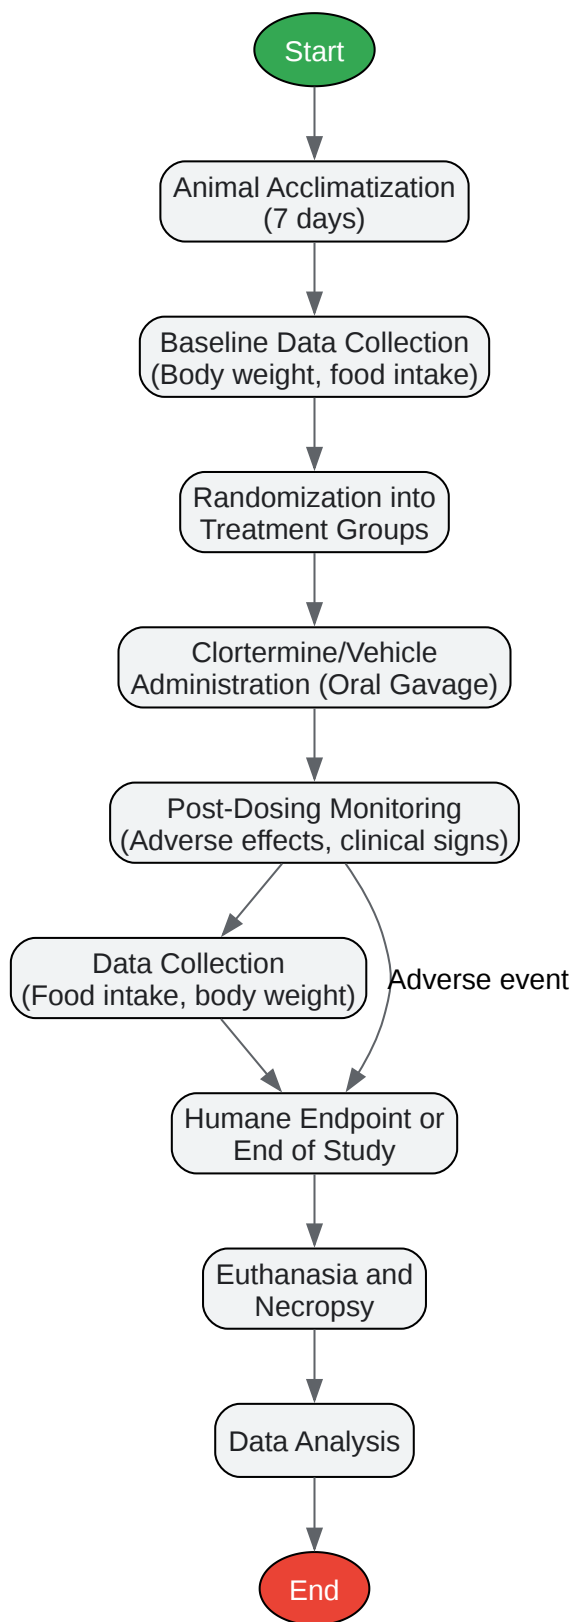 Start
Animal Acclimatization
(7 days)
Baseline Data Collection
(Body weight, food intake)
Randomization into
Treatment Groups
Clortermine/Vehicle
Administration (Oral Gavage)
Post-Dosing Monitoring
(Adverse effects, clinical signs)
Data Collection
(Food intake, body weight)
Adverse event
Humane Endpoint or
End of Study
Euthanasia and
Necropsy
Data Analysis
End